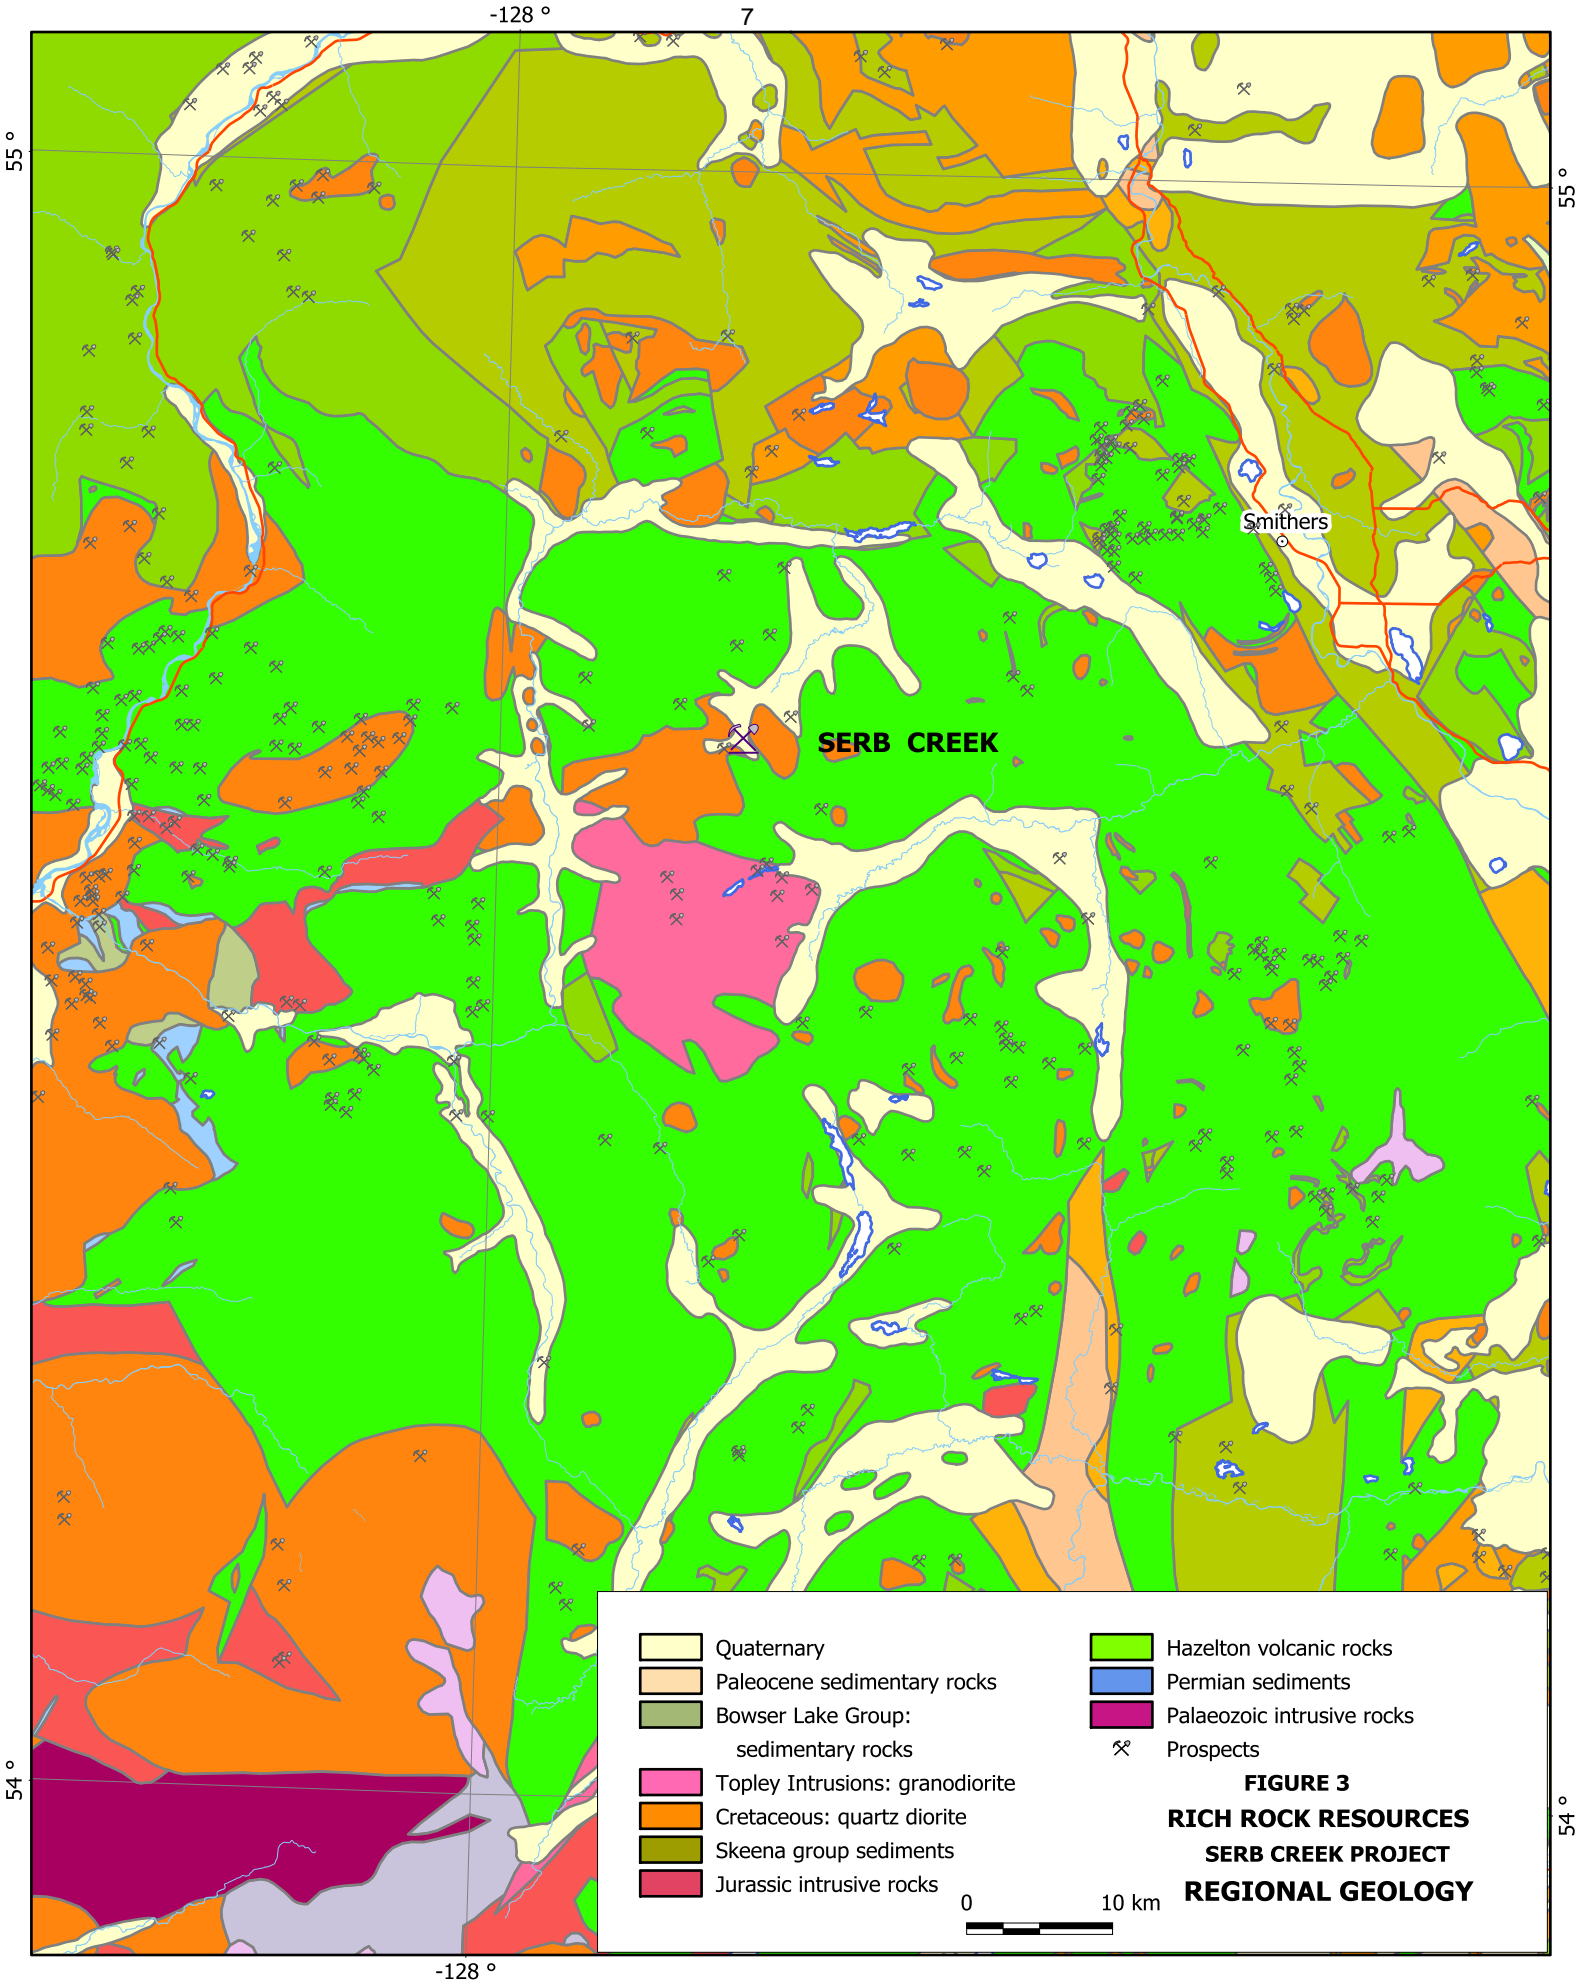 -128 °
7
55 °
55 °
Smithers
SERB CREEK
Quaternary
Paleocene sedimentary rocks
Bowser Lake Group:
sedimentary rocks
Topley Intrusions: granodiorite
Cretaceous: quartz diorite
Skeena group sediments
Jurassic intrusive rocks
Hazelton volcanic rocks
Permian sediments
Palaeozoic intrusive rocks
Prospects
FIGURE 3
RICH ROCK RESOURCES
SERB CREEK PROJECT
REGIONAL GEOLOGY
0 10 km
54 °
54 °
-128 °